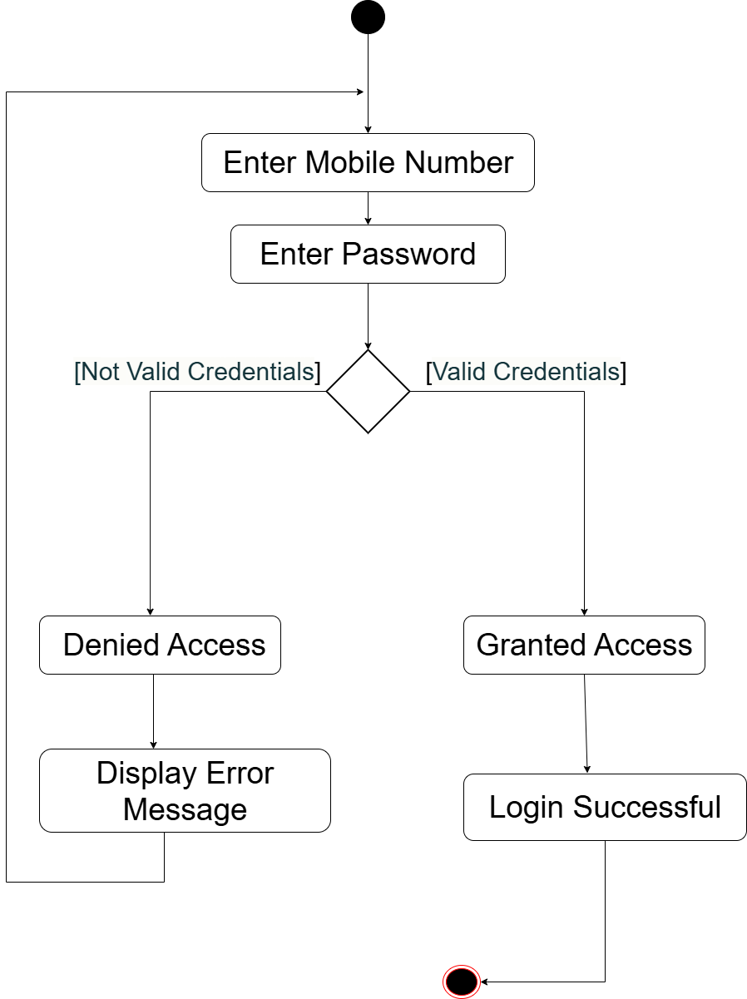 Enter Mobile Number
Enter Password
[Not Valid Credentials]
[Valid Credentials]
Denied Access
Granted Access
Display Error
Message
Login Successful